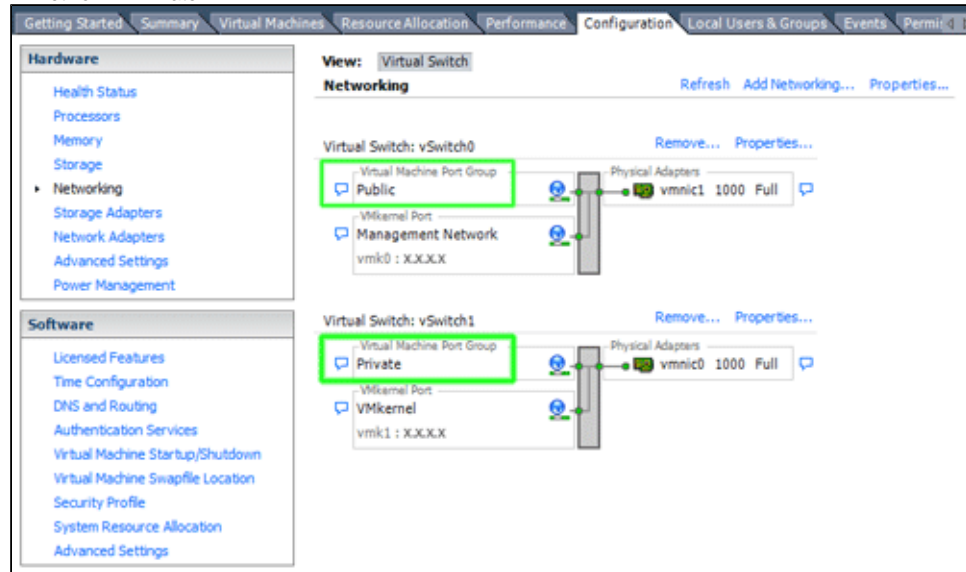 Getting Started Summary Virtual Machines Resource Allocation Performance Configuration Local Users & Groups Events
Hardware
Health Status
Processors
Memory
Storage
Networking
Storage Adapters
Network Adapters
Advanced Settings
Power Management
Software
Licensed Features
Time Configuration
DNS and Routing
Authentication Services
Virtual Machine Startup/Shutdown
Virtual Machine Swapfile Location
Security Profile
System Resource Allocation
Advanced Settings
View: Virtual Switch
Networking Refresh Add Networking... Properties...
Virtual Switch: vSwitch0 Remove... Properties...
Virtual Machine Port Group Physical Adapters
Public vmnic1 1000 Full
VMkernel Port
Management Network
vmk0 : X.X.X.X
Virtual Switch: vSwitch1 Remove... Properties...
Virtual Machine Port Group Physical Adapters
Private vmnic0 1000 Full
VMkernel Port
VMkernel
vmk1 : X.X.X.X